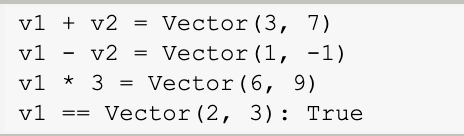 v1 + v2 = Vector(3, 7)
v1 - v2 = Vector(1, -1)
v1 * 3 = Vector(6, 9)
v1 == Vector(2, 3): True